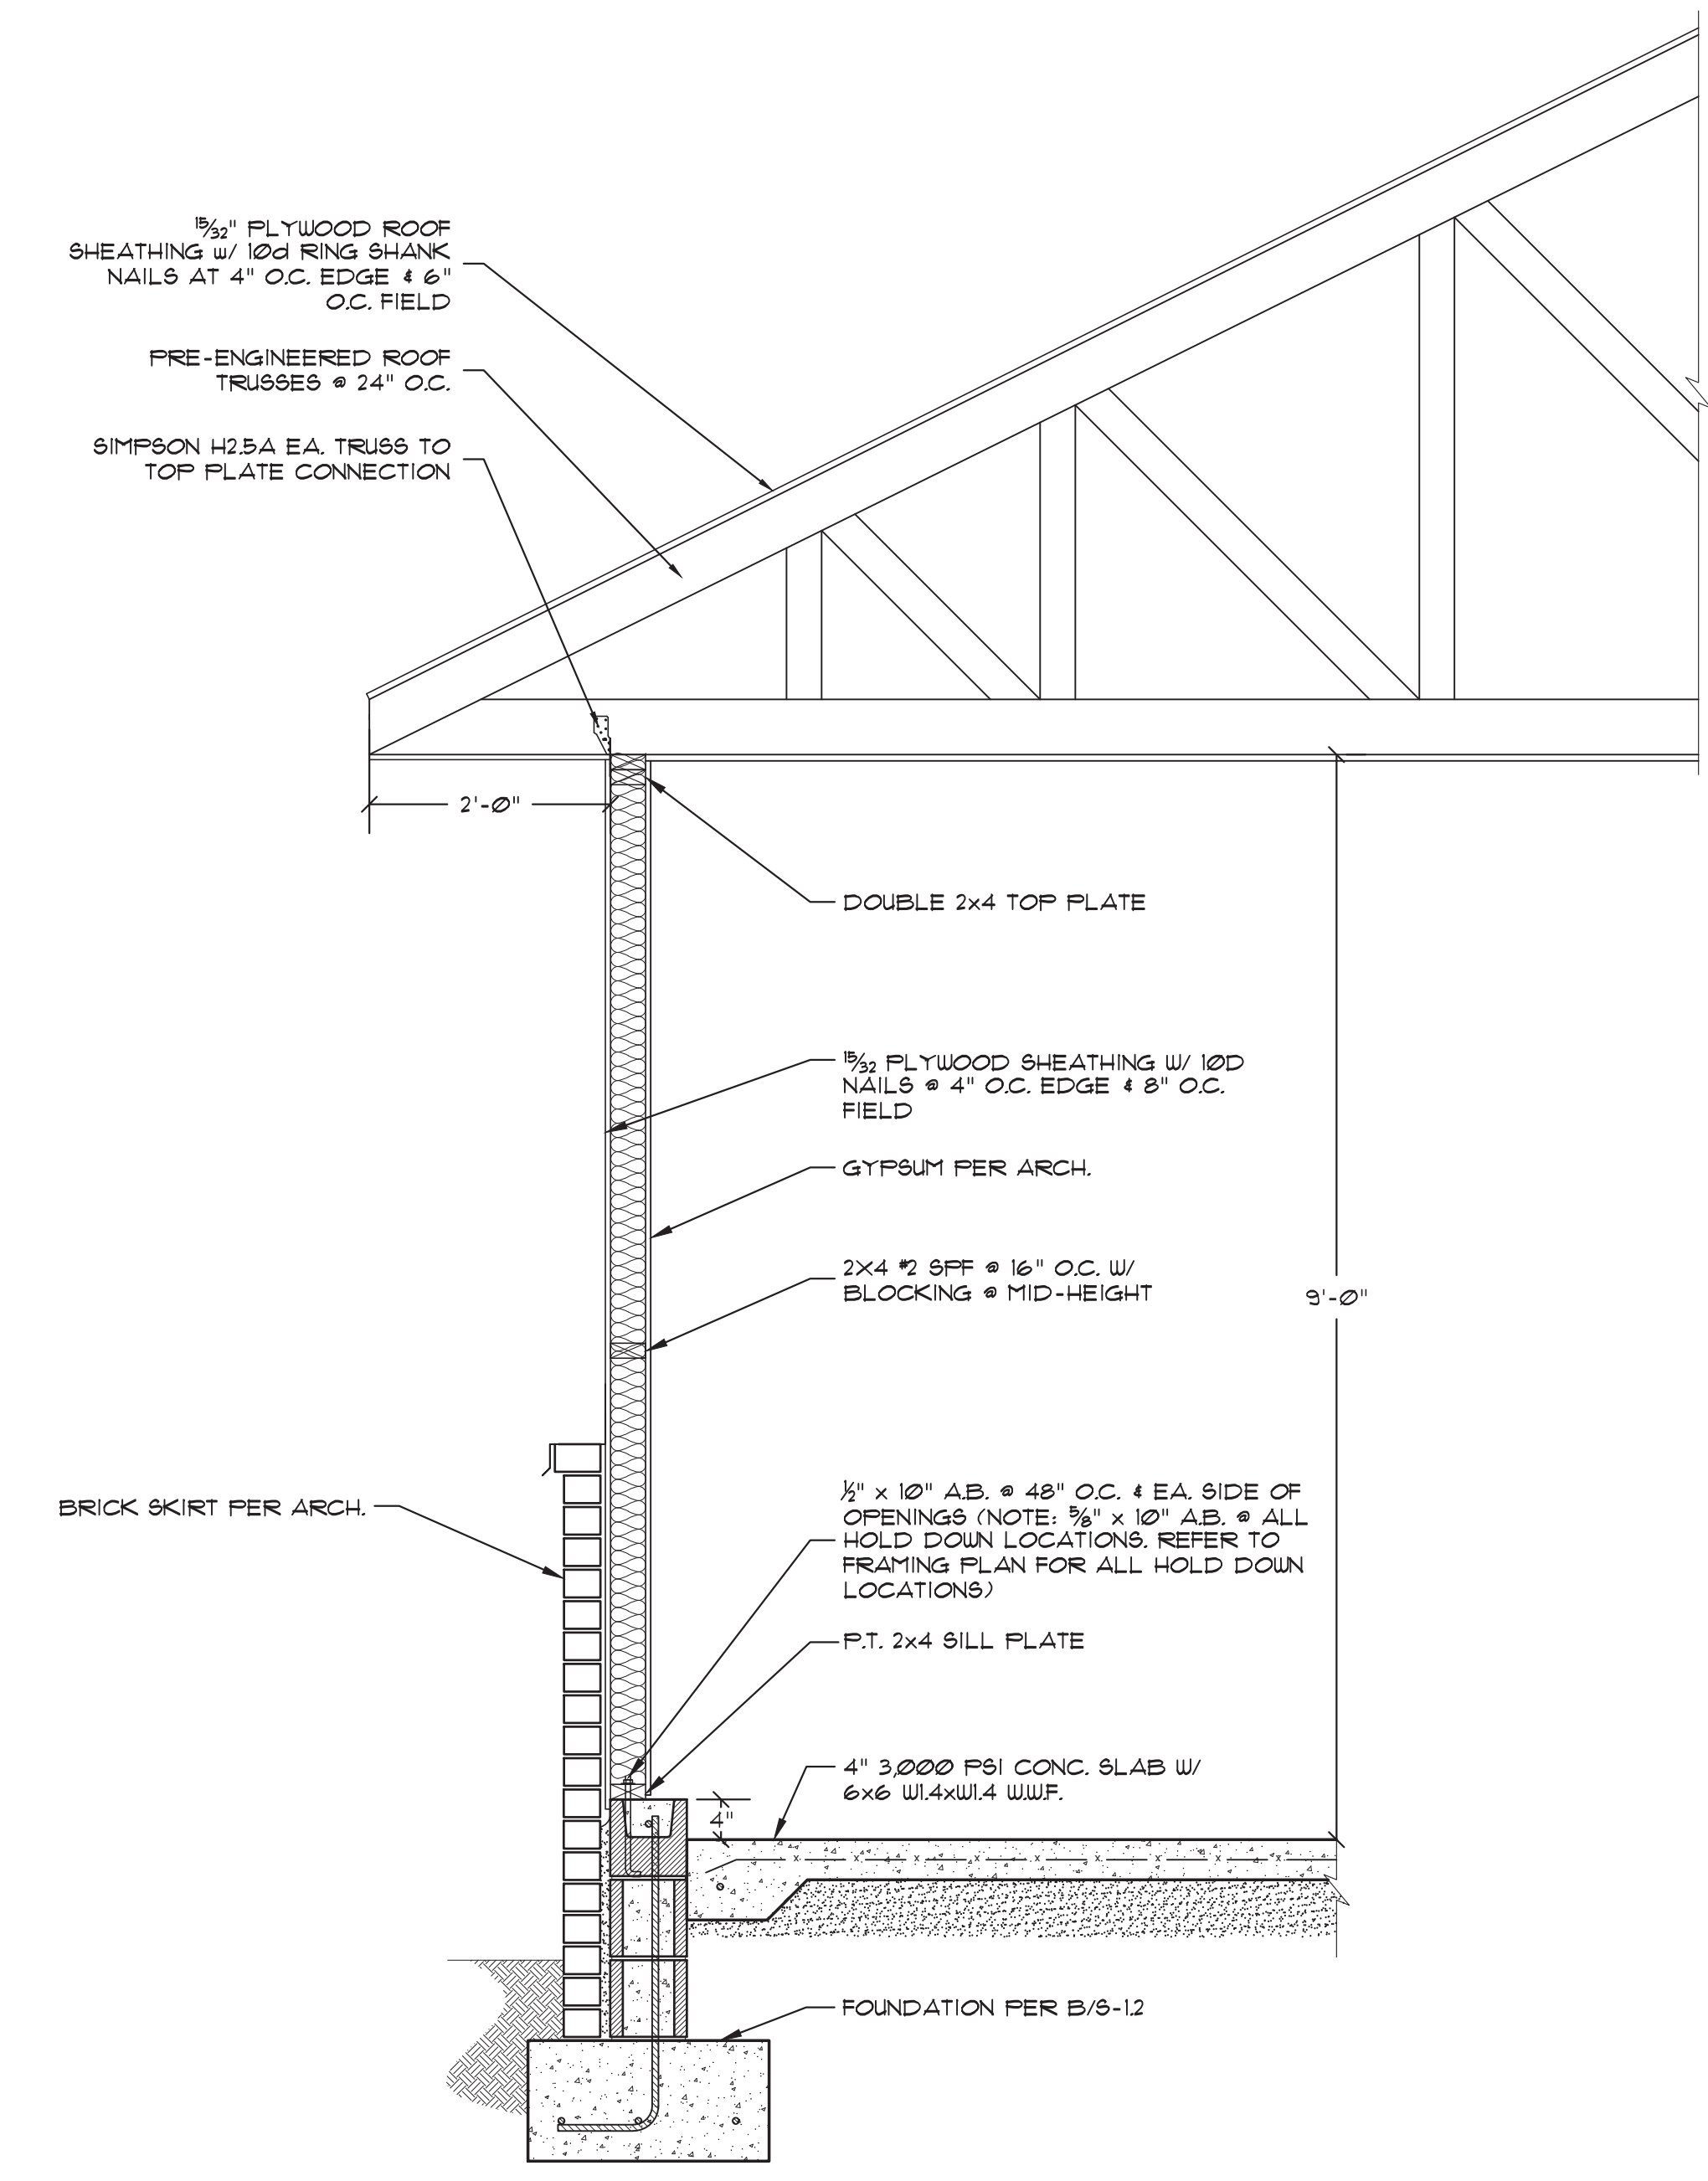 15/32" PLYWOOD ROOF
SHEATHING w/ 10d RING SHANK
NAILS AT 4" O.C. EDGE & 6"
O.C. FIELD
PRE-ENGINEERED ROOF
TRUSSES @ 24" O.C.
SIMPSON H2.5A EA. TRUSS TO
TOP PLATE CONNECTION
2'-0"
DOUBLE 2x4 TOP PLATE
15/32 PLYWOOD SHEATHING W/ 10D
NAILS @ 4" O.C. EDGE & 8" O.C.
FIELD
GYPSUM PER ARCH.
2X4 #2 SPF @ 16" O.C. W/
BLOCKING @ MID-HEIGHT
9'-0"
BRICK SKIRT PER ARCH.
1/2" x 10" A.B. @ 48" O.C. & EA. SIDE OF
OPENINGS (NOTE: 5/8" x 10" A.B. @ ALL
HOLD DOWN LOCATIONS. REFER TO
FRAMING PLAN FOR ALL HOLD DOWN
LOCATIONS)
P.T. 2x4 SILL PLATE
4" 3,000 PSI CONC. SLAB W/
6x6 W1.4xW1.4 W.W.F.
4"
x x x x x x x x x
FOUNDATION PER B/S-1.2